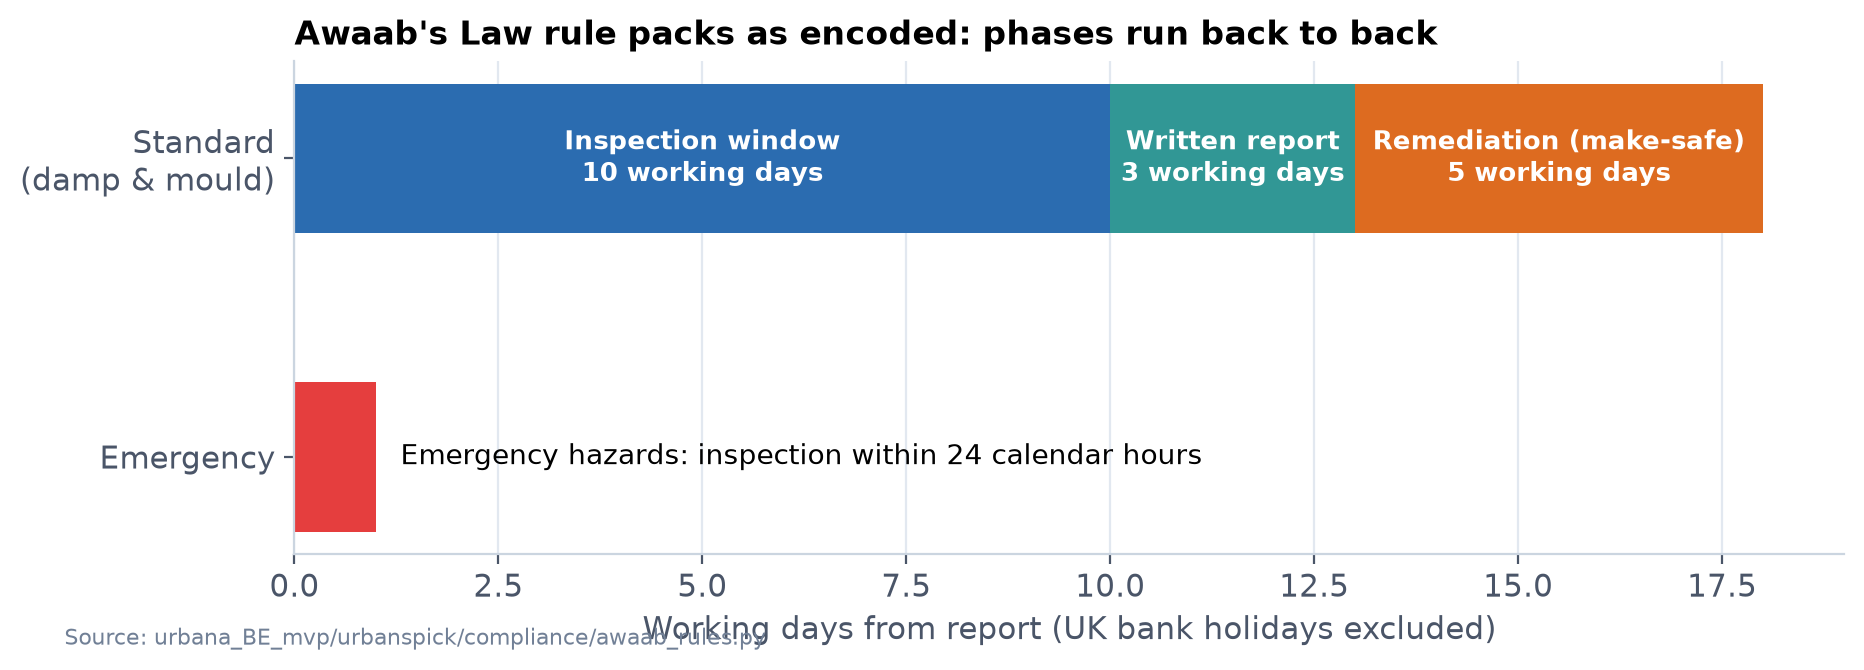 Awaab's Law rule packs as encoded: phases run back to back
Standard
(damp & mould)
Inspection window
10 working days
Written report
3 working days
Remediation (make-safe)
5 working days
Emergency
Emergency hazards: inspection within 24 calendar hours
0.0 2.5 5.0 7.5 10.0 12.5 15.0 17.5
Working days from report (UK bank holidays excluded)
Source: urbana_BE_mvp/urbanspick/compliance/awaab_rules.py